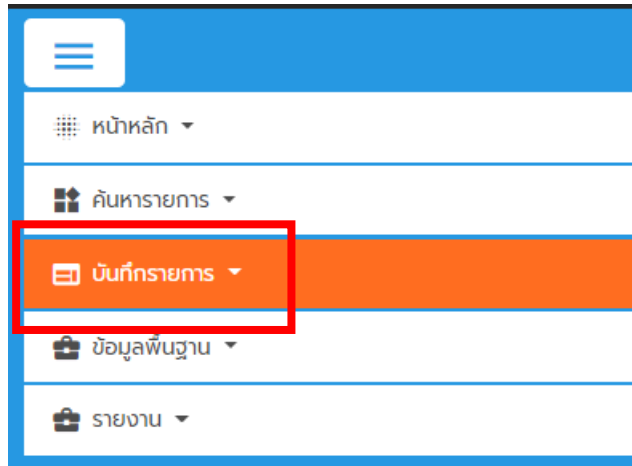 หน้าหลัก
ค้นหารายการ
บันทึกรายการ
ข้อมูลพื้นฐาน
รายงาน